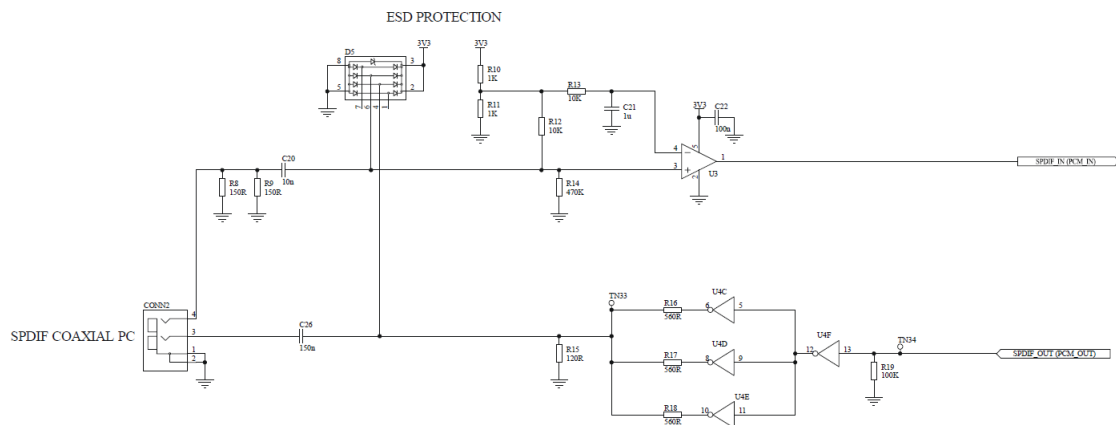 ESD PROTECTION
D5
3V3
8
3
5
2
7
6
4
1
3V3
R10
1K
R11
1K
R13
10K
R12
10K
C21
1u
3V3
C22
100n
4
5
3
2
1
U3
SPDIF_IN (PCM_IN)
C20
10n
R8
150R
R9
150R
R14
470K
SPDIF COAXIAL PC
CONN2
4
3
1
2
C26
150n
R15
120R
TN33
R16
560R
U4C
6
5
R17
560R
U4D
8
9
R18
560R
U4E
10
11
U4F
12
13
TN34
R19
100K
SPDIF_OUT (PCM_OUT)